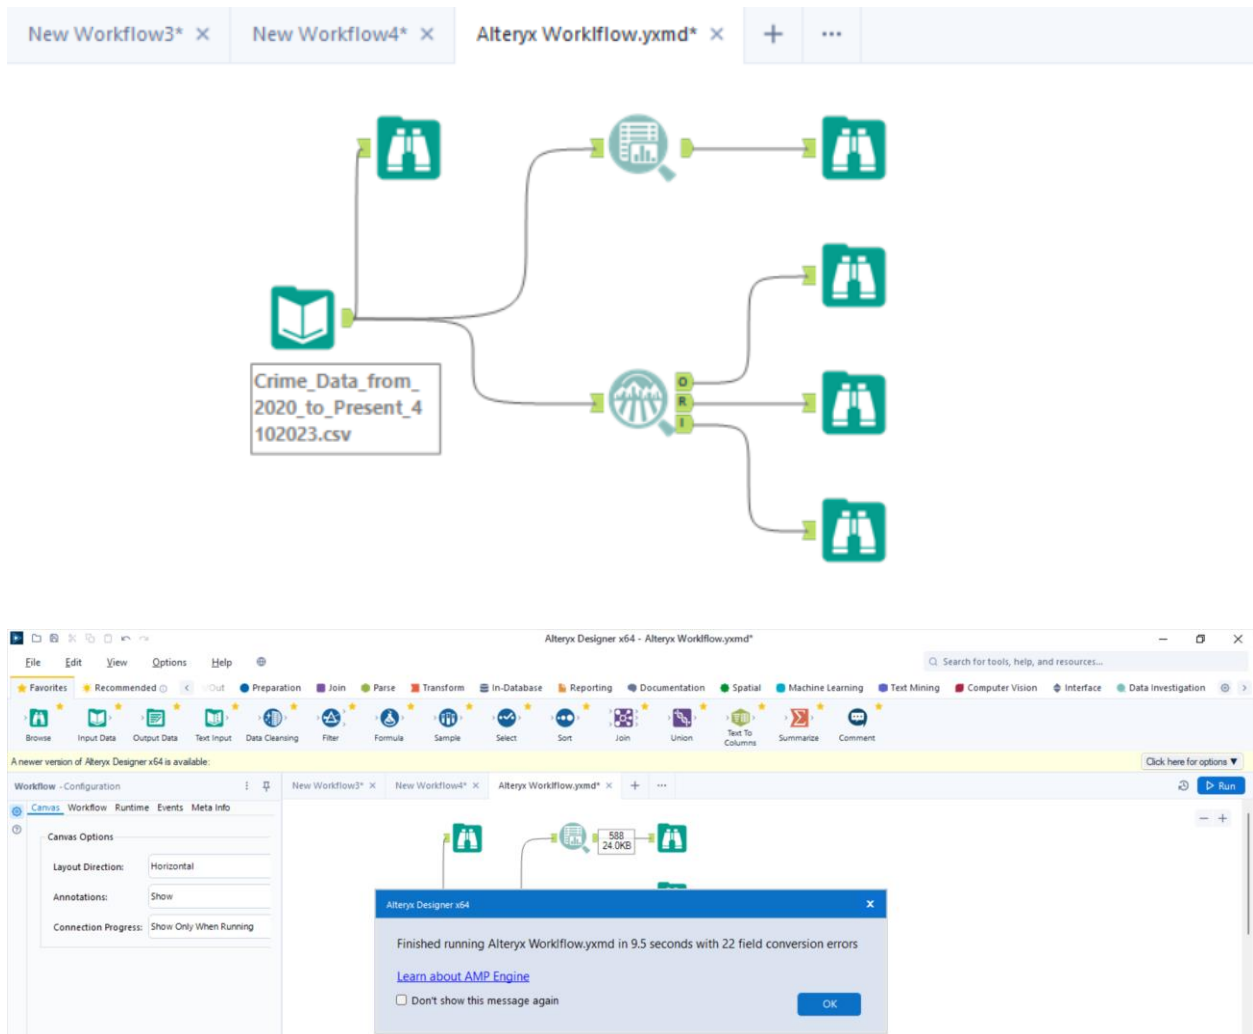 New Workflow3* × New Workflow4* × Alteryx Worklflow.yxmd* × + ...
Crime_Data_from_
2020_to_Present_4
102023.csv
O
R
I
Alteryx Designer x64 - Alteryx Worklflow.yxmd*
File Edit View Options Help
Search for tools, help, and resources...
Favorites Recommended Out Preparation Join Parse Transform In-Database Reporting Documentation Spatial Machine Learning Text Mining Computer Vision Interface Data Investigation
Browse Input Data Output Data Text Input Data Cleansing Filter Formula Sample Select Sort Join Union Text To Columns Summarize Comment
A newer version of Alteryx Designer x64 is available: Click here for options ▼
Workflow - Configuration
New Workflow3* × New Workflow4* × Alteryx Worklflow.yxmd* × + ...
Run
Canvas Workflow Runtime Events Meta Info
Canvas Options
Layout Direction: Horizontal
Annotations: Show
Connection Progress: Show Only When Running
588
24.0KB
Alteryx Designer x64 x
Finished running Alteryx Worklflow.yxmd in 9.5 seconds with 22 field conversion errors
Learn about AMP Engine
Don't show this message again
OK